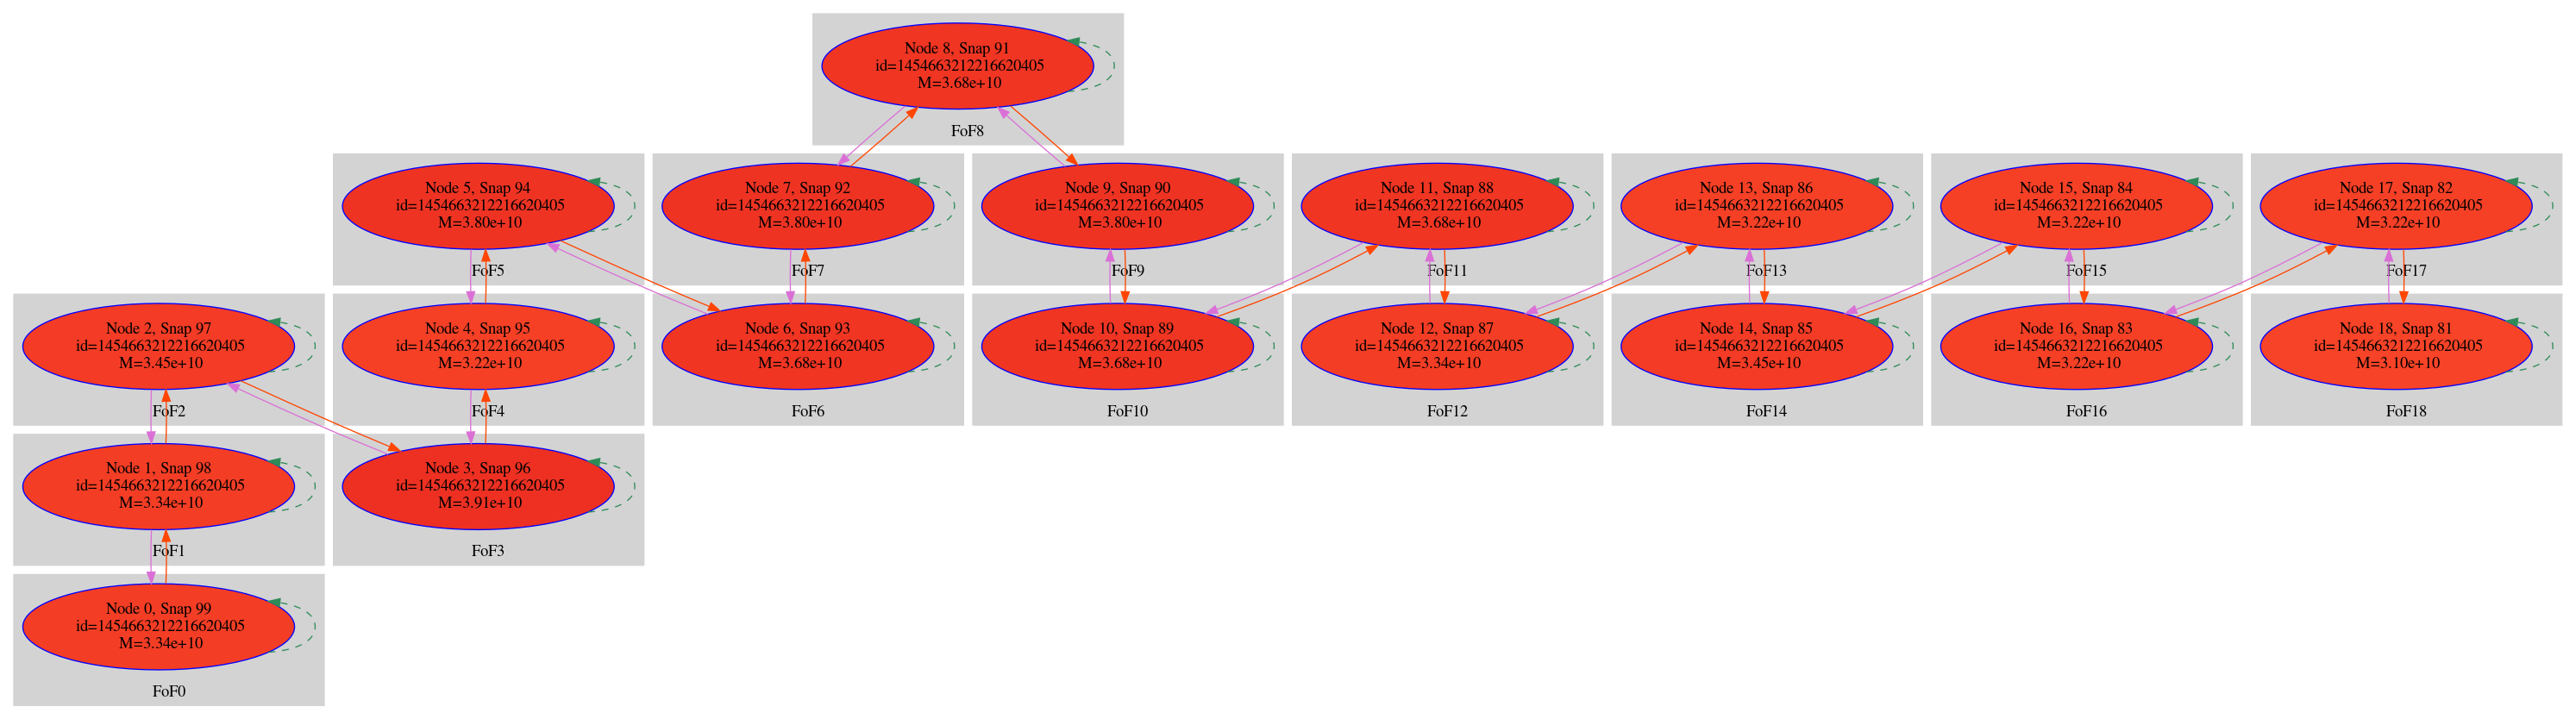 Node 8, Snap 91
id=1454663212216620405
M=3.68e+10
FoF8
Node 5, Snap 94
id=1454663212216620405
M=3.80e+10
FoF5
Node 7, Snap 92
id=1454663212216620405
M=3.80e+10
FoF7
Node 9, Snap 90
id=1454663212216620405
M=3.80e+10
FoF9
Node 11, Snap 88
id=1454663212216620405
M=3.68e+10
FoF11
Node 13, Snap 86
id=1454663212216620405
M=3.22e+10
FoF13
Node 15, Snap 84
id=1454663212216620405
M=3.22e+10
FoF15
Node 17, Snap 82
id=1454663212216620405
M=3.22e+10
FoF17
Node 2, Snap 97
id=1454663212216620405
M=3.45e+10
FoF2
Node 4, Snap 95
id=1454663212216620405
M=3.22e+10
FoF4
Node 6, Snap 93
id=1454663212216620405
M=3.68e+10
FoF6
Node 10, Snap 89
id=1454663212216620405
M=3.68e+10
FoF10
Node 12, Snap 87
id=1454663212216620405
M=3.34e+10
FoF12
Node 14, Snap 85
id=1454663212216620405
M=3.45e+10
FoF14
Node 16, Snap 83
id=1454663212216620405
M=3.22e+10
FoF16
Node 18, Snap 81
id=1454663212216620405
M=3.10e+10
FoF18
Node 1, Snap 98
id=1454663212216620405
M=3.34e+10
FoF1
Node 3, Snap 96
id=1454663212216620405
M=3.91e+10
FoF3
Node 0, Snap 99
id=1454663212216620405
M=3.34e+10
FoF0